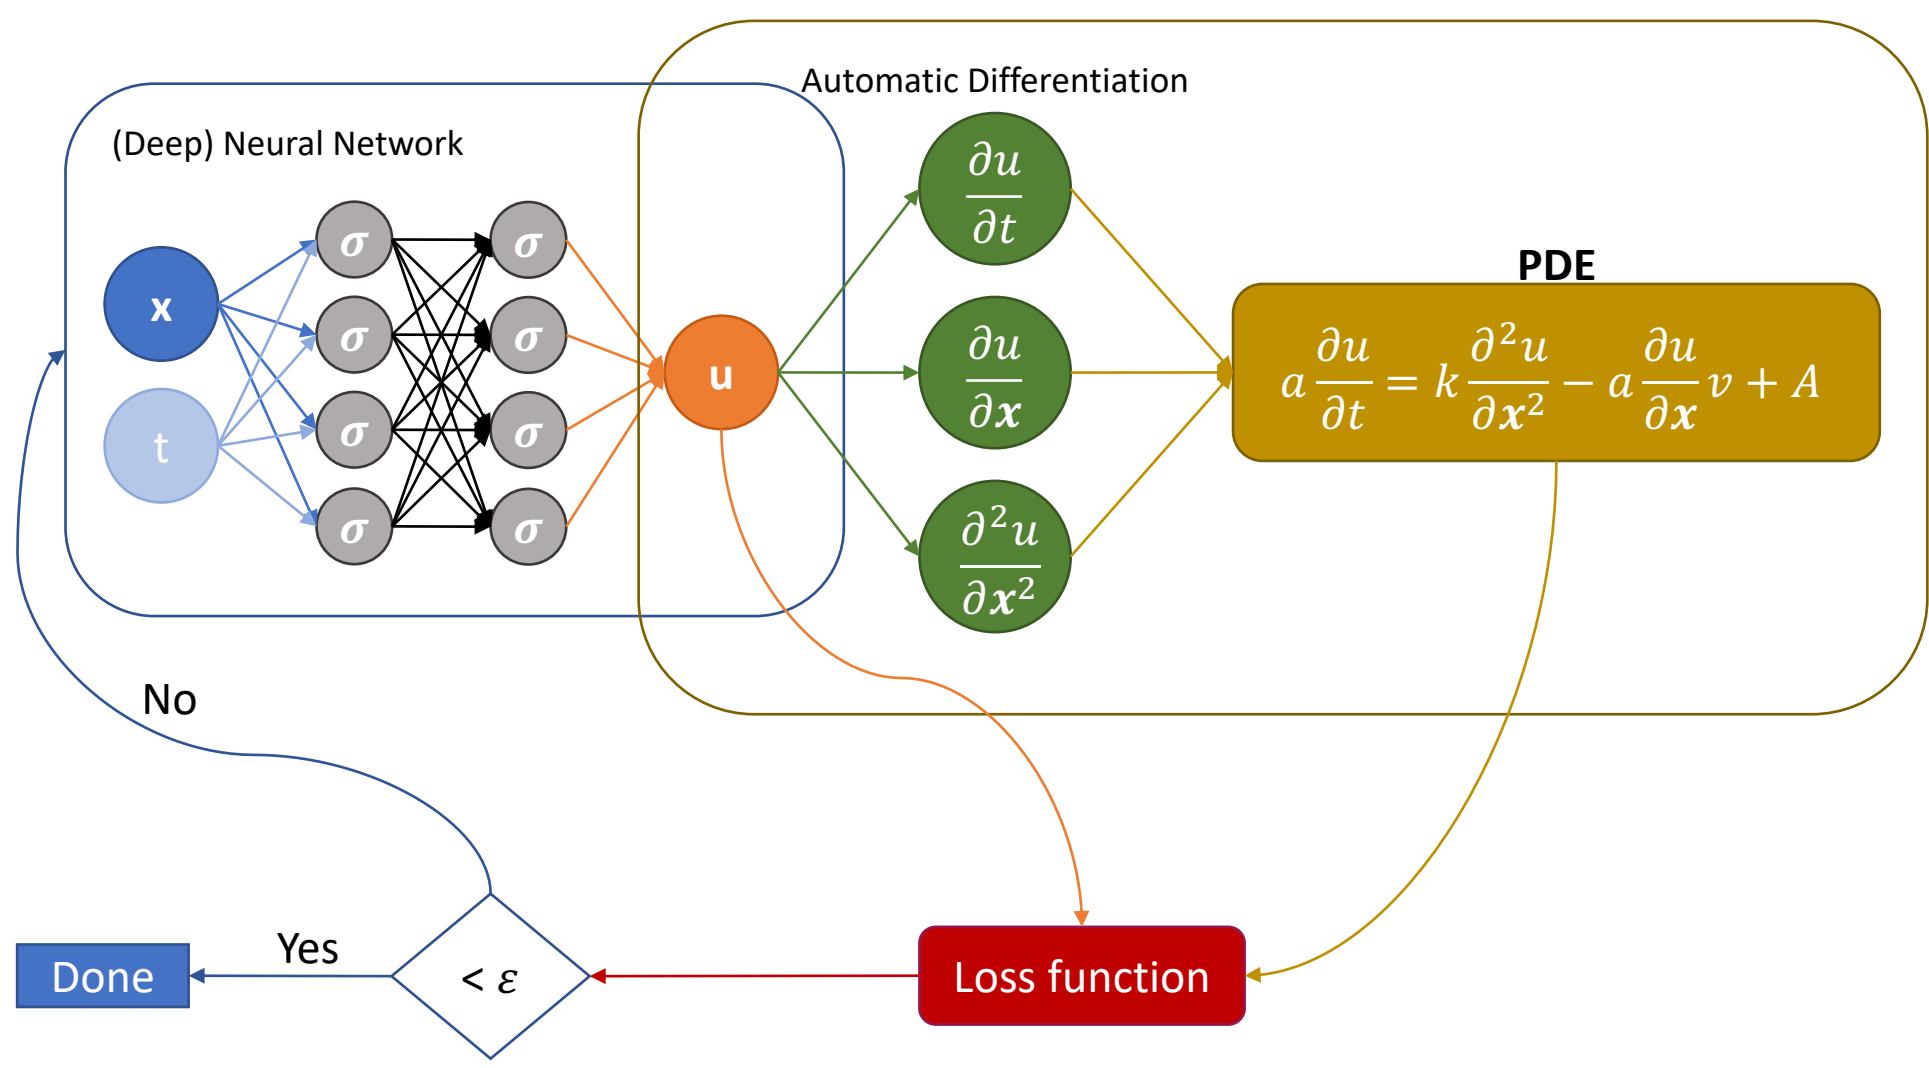 Automatic Differentiation
(Deep) Neural Network
x
t
σ
σ
σ
σ
σ
σ
σ
σ
u
∂u/∂t
∂u/∂x
∂²u/∂x²
PDE
a ∂u/∂t = k ∂²u/∂x² − a ∂u/∂x v + A
No
Yes
Done
< ε
Loss function